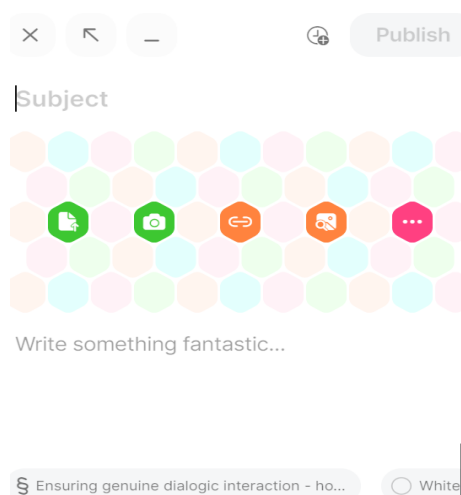 Publish
Subject
Write something fantastic...
§ Ensuring genuine dialogic interaction - ho...
White